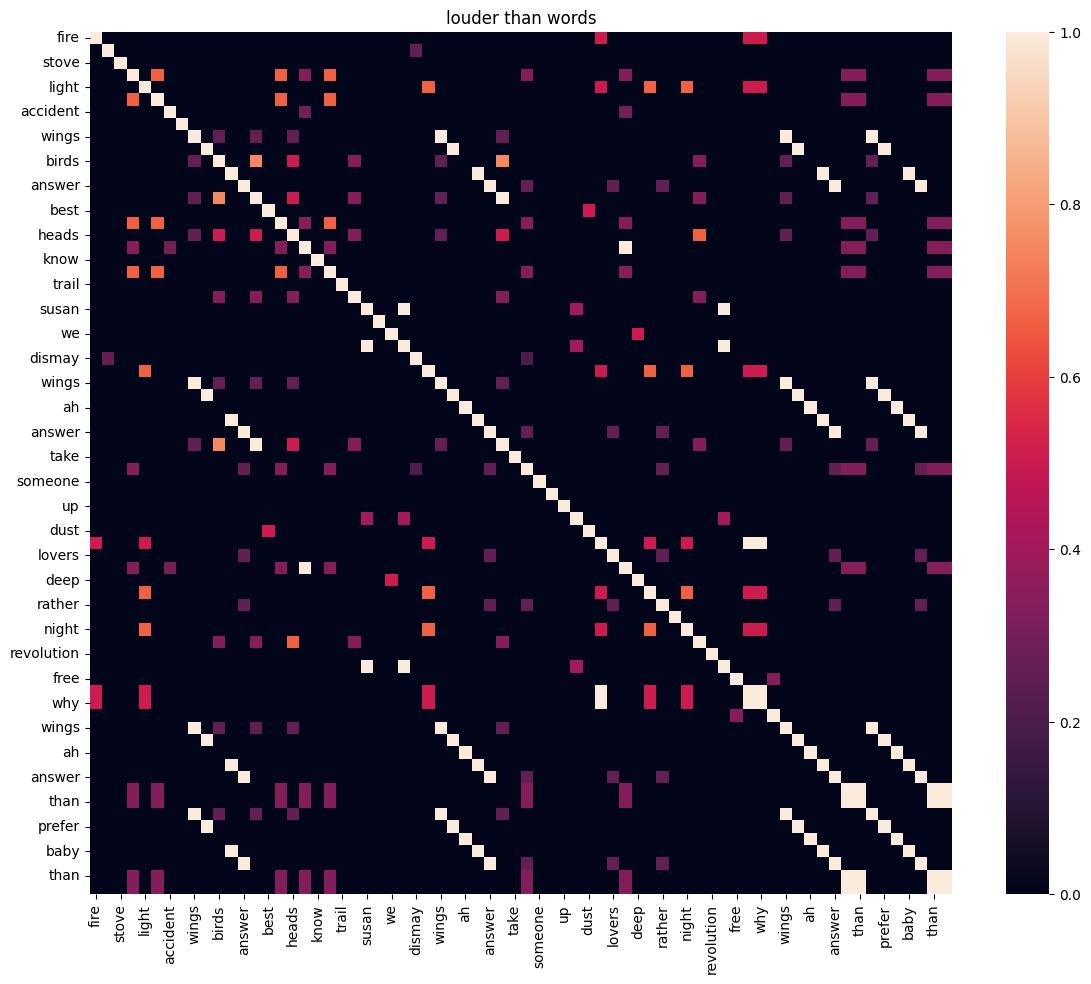 louder than words
fire
stove
light
accident
wings
birds
answer
best
heads
know
trail
susan
we
dismay
wings
ah
answer
take
someone
up
dust
lovers
deep
rather
night
revolution
free
why
wings
ah
answer
than
prefer
baby
than
1.0
0.8
0.6
0.4
0.2
0.0
fire
stove
light
accident
wings
birds
answer
best
heads
know
trail
susan
we
dismay
wings
ah
answer
take
someone
up
dust
lovers
deep
rather
night
revolution
free
why
wings
ah
answer
than
prefer
baby
than